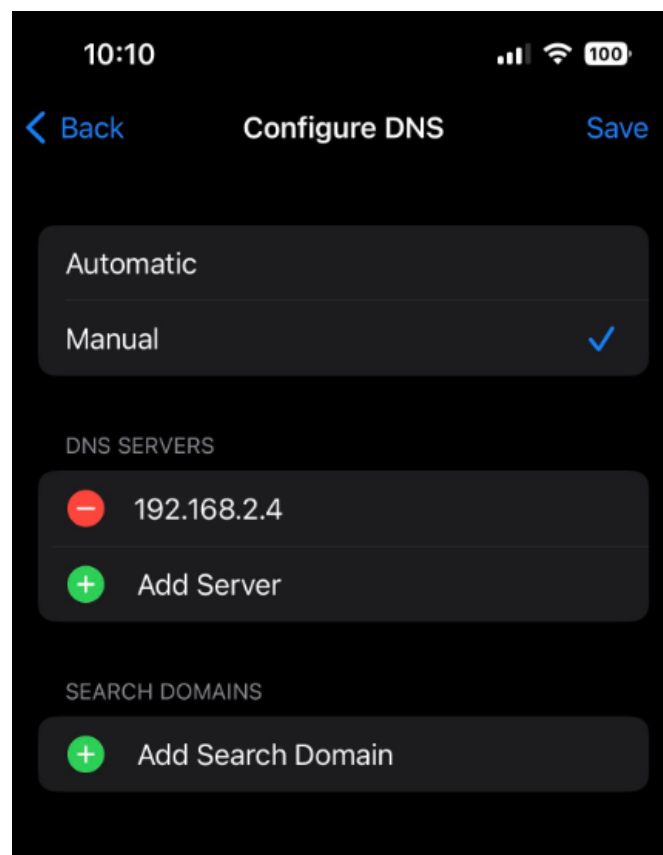 10:10
100
Back
Configure DNS
Save
Automatic
Manual
DNS SERVERS
192.168.2.4
Add Server
SEARCH DOMAINS
Add Search Domain